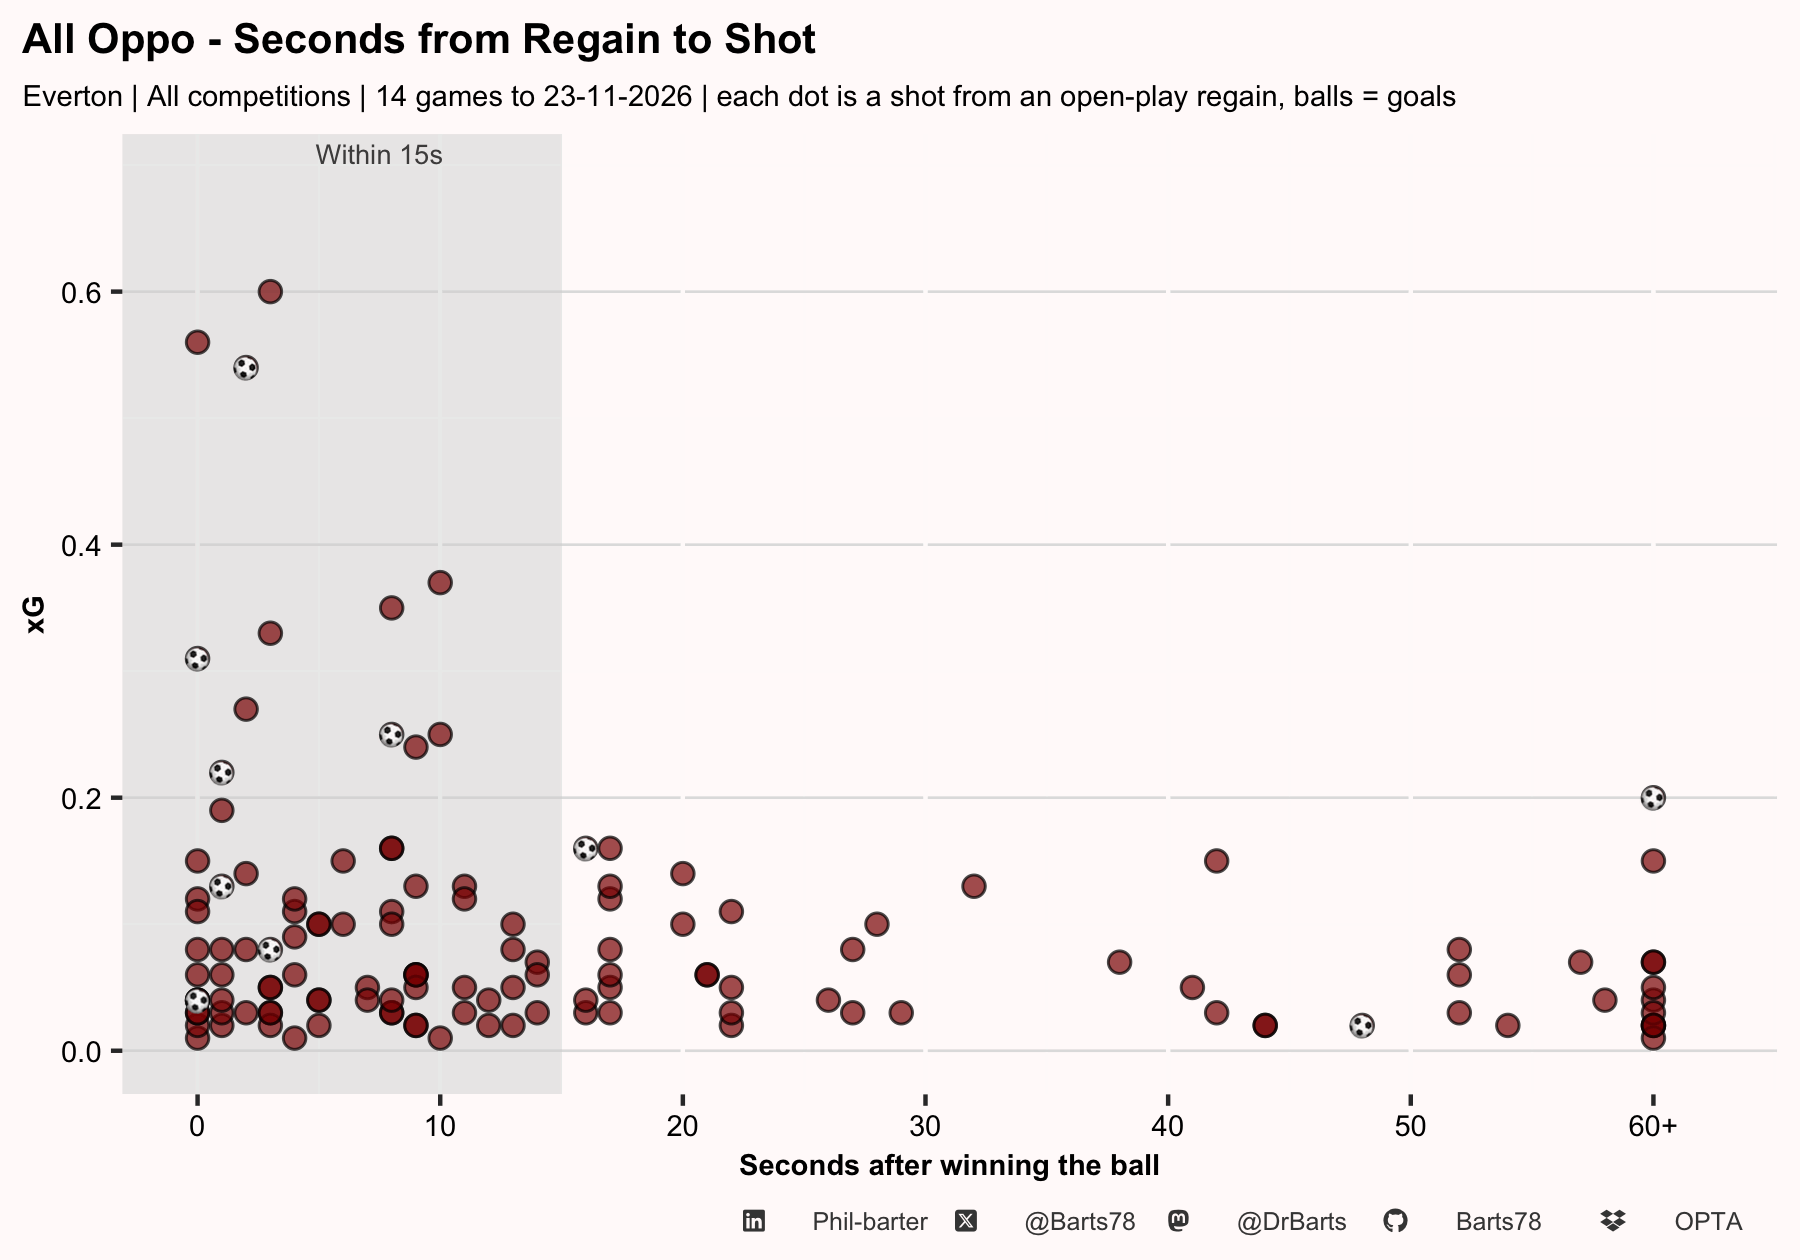 All Oppo - Seconds from Regain to Shot
Everton | All competitions | 14 games to 23-11-2026 | each dot is a shot from an open-play regain, balls = goals
Within 15s
0.6
0.4
0.2
0.0
xG
0 10 20 30 40 50 60+
Seconds after winning the ball
Phil-barter @Barts78 @DrBarts Barts78 OPTA